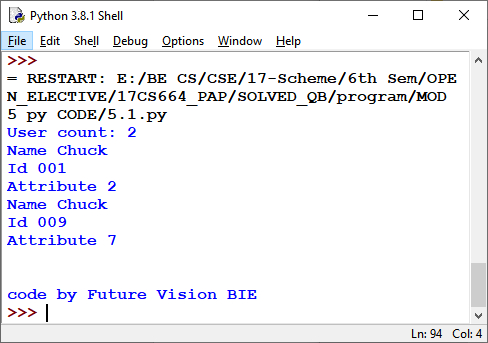 Python 3.8.1 Shell
File Edit Shell Debug Options Window Help
>>>
= RESTART: E:/BE CS/CSE/17-Scheme/6th Sem/OPE
N_ELECTIVE/17CS664_PAP/SOLVED_QB/program/MOD
5 py CODE/5.1.py
User count: 2
Name Chuck
Id 001
Attribute 2
Name Chuck
Id 009
Attribute 7
code by Future Vision BIE
>>>
Ln: 94 Col: 4